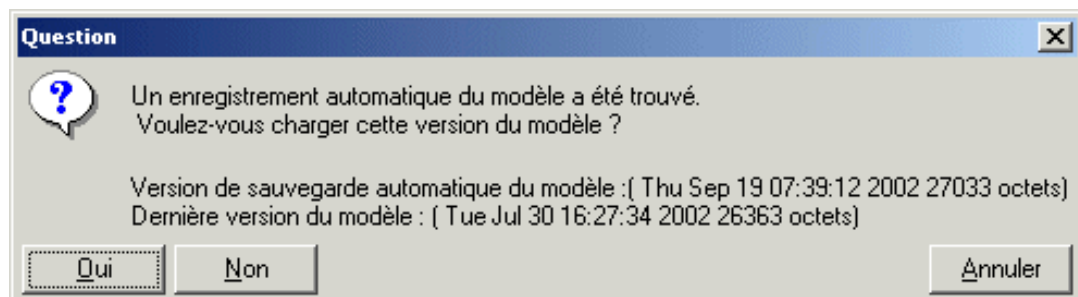 Question
Un enregistrement automatique du modèle a été trouvé.
Voulez-vous charger cette version du modèle ?
Version de sauvegarde automatique du modèle :( Thu Sep 19 07:39:12 2002 27033 octets)
Dernière version du modèle : ( Tue Jul 30 16:27:34 2002 26363 octets)
Oui Non Annuler